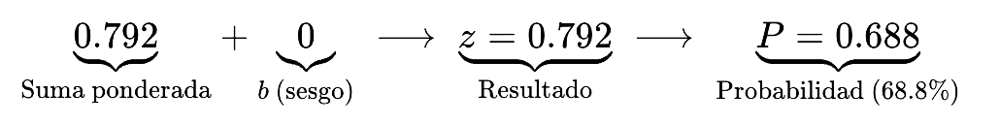 0.792 + 0 ⟶ z = 0.792 ⟶ P = 0.688
Suma ponderada b (sesgo) Resultado Probabilidad (68.8%)